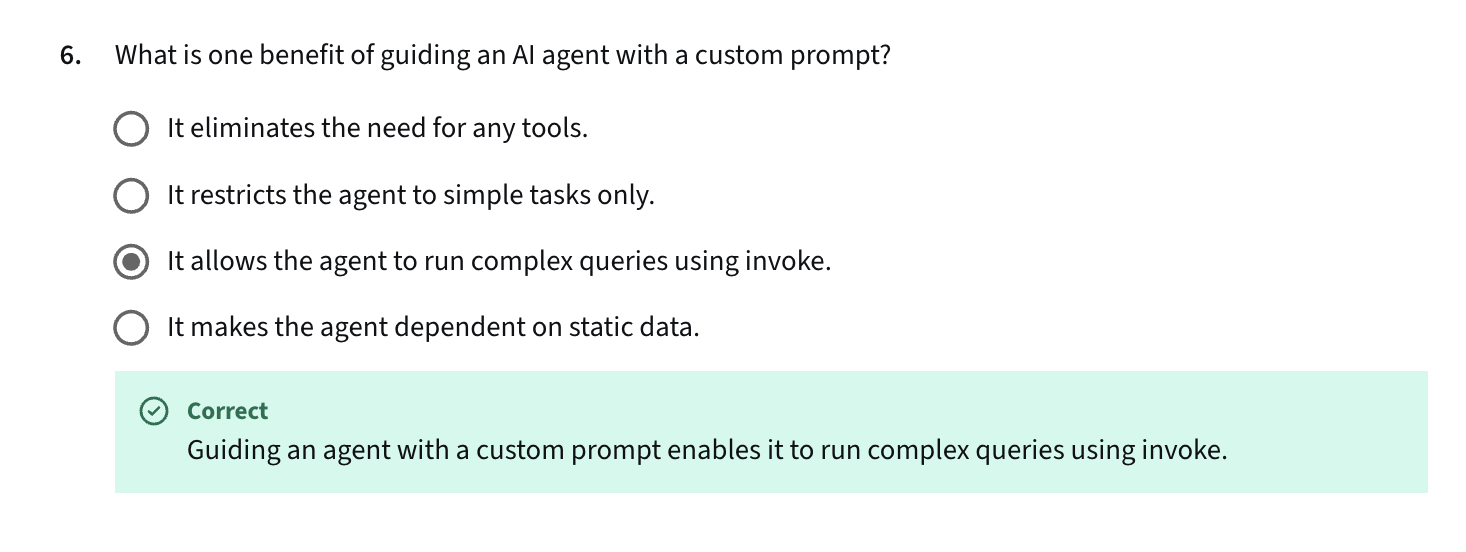 6. What is one benefit of guiding an AI agent with a custom prompt?
It eliminates the need for any tools.
It restricts the agent to simple tasks only.
It allows the agent to run complex queries using invoke.
It makes the agent dependent on static data.
Correct
Guiding an agent with a custom prompt enables it to run complex queries using invoke.